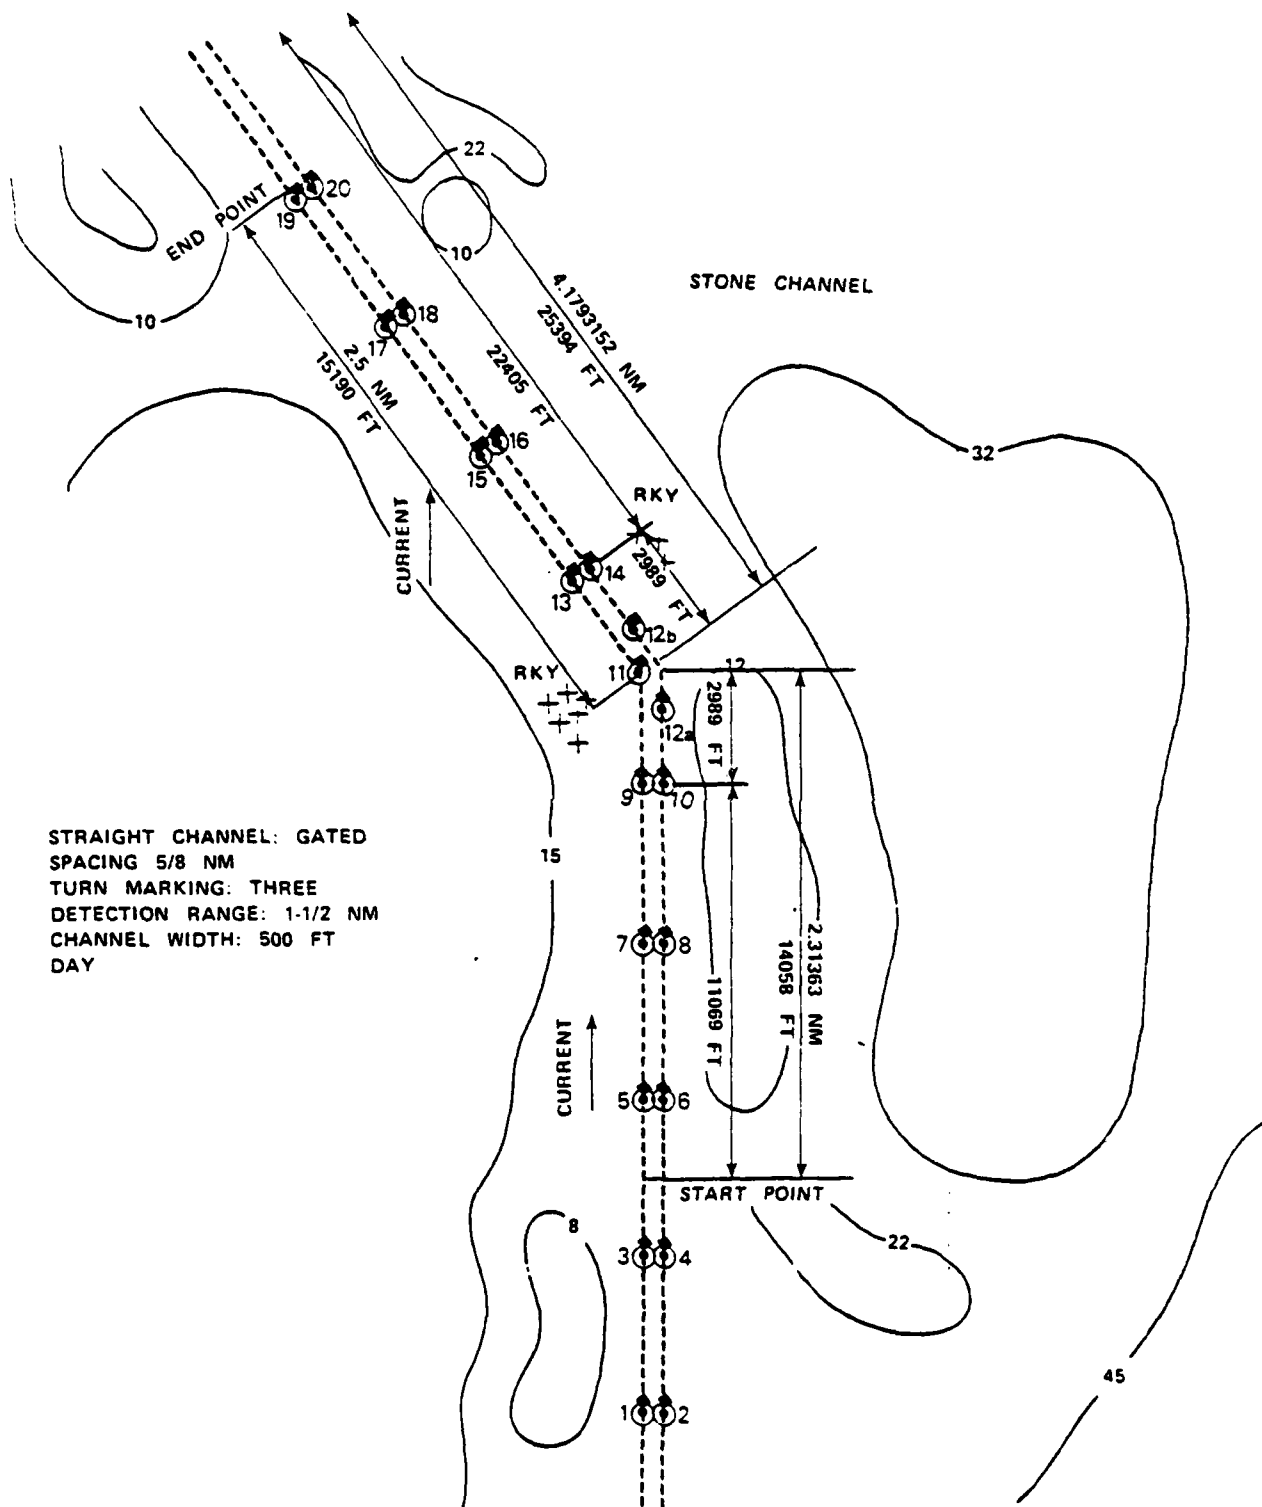 22
20
19
END POINT
10
10
STONE CHANNEL
4.1793152 NM
25394 FT
18
17
22405 FT
2.5 NM
15190 FT
16
15
32
RKY
CURRENT
14
13
2989 FT
12b
11
12
RKY
2989 FT
12a
9
10
STRAIGHT CHANNEL: GATED
SPACING 5/8 NM
TURN MARKING: THREE
DETECTION RANGE: 1-1/2 NM
CHANNEL WIDTH: 500 FT
DAY
15
7
8
11069 FT
2.31363 NM
14058 FT
CURRENT
5
6
START POINT
8
22
3
4
45
1
2